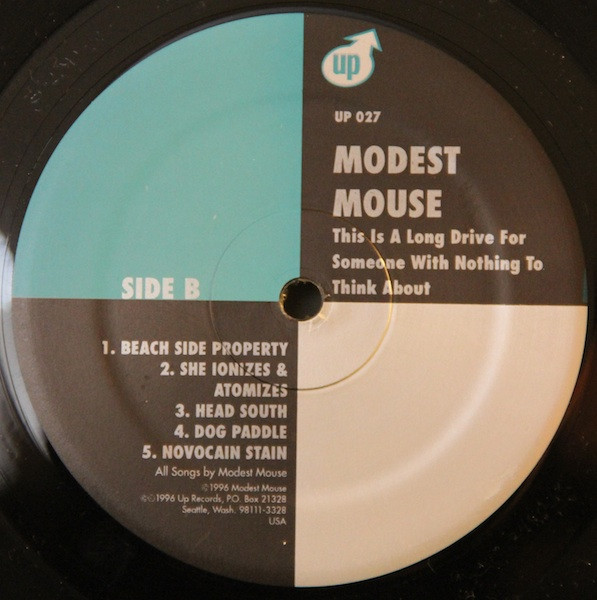 up
UP 027
MODEST
MOUSE
This Is A Long Drive For
Someone With Nothing To
Think About
SIDE B
1. BEACH SIDE PROPERTY
2. SHE IONIZES &
ATOMIZES
3. HEAD SOUTH
4. DOG PADDLE
5. NOVOCAIN STAIN
All Songs by Modest Mouse
©1996 Modest Mouse
℗©1996 Up Records, P.O. Box 21328
Seattle, Wash. 98111-3328
USA